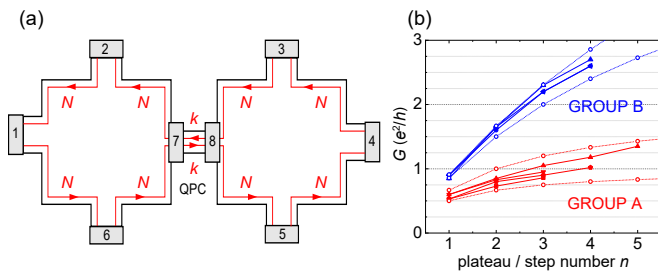 (a)
2
3
N
N
N
N
1
k
7
8
4
k
QPC
N
N
N
N
6
5
(b)
3
2
1
0
G (e²/h)
GROUP B
GROUP A
1 2 3 4 5
plateau / step number n